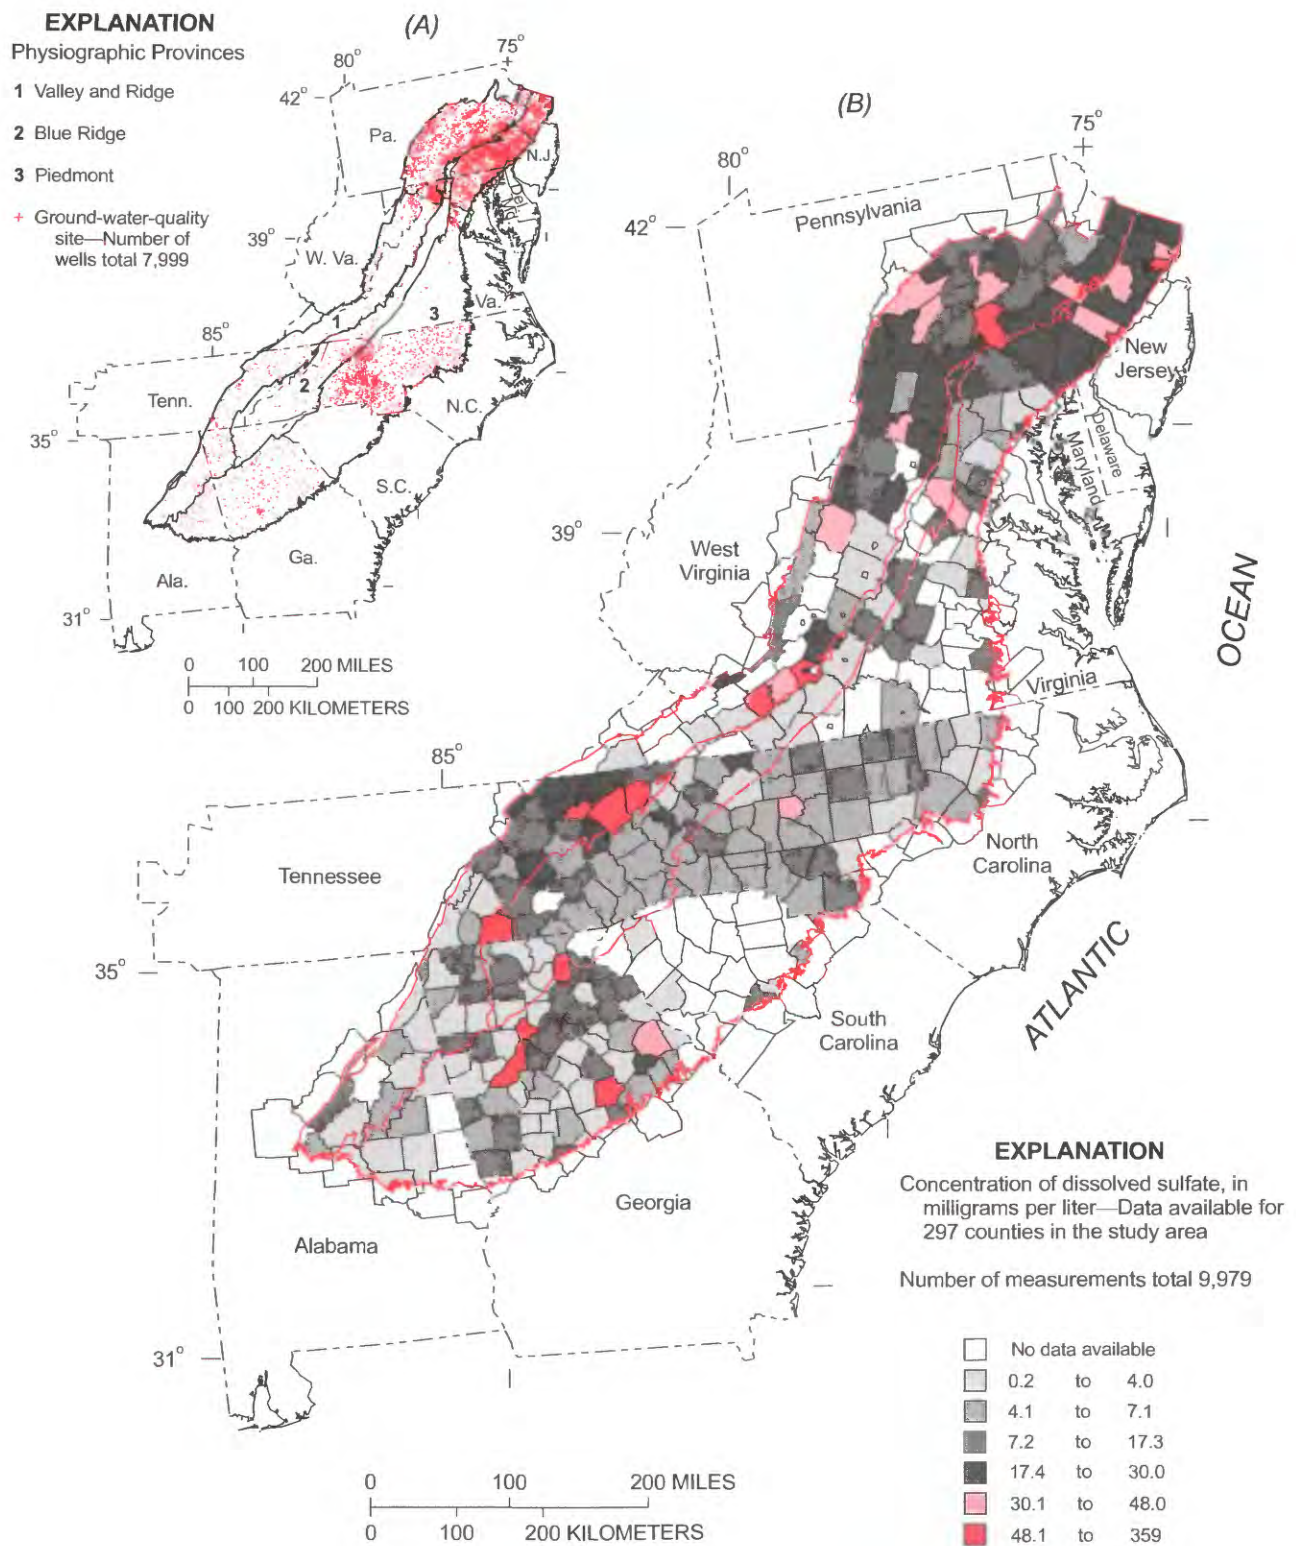 EXPLANATION
Physiographic Provinces
1 Valley and Ridge
2 Blue Ridge
3 Piedmont
+ Ground-water-quality
site—Number of
wells total 7,999
(A)
80°
75°
42°
Pa.
N.J.
Del.
Md.
39°
W. Va.
Va.
85°
1
3
2
Tenn.
N.C.
35°
S.C.
Ga.
Ala.
31°
0 100 200 MILES
0 100 200 KILOMETERS
(B)
75°
80°
Pennsylvania
42°
New
Jersey
Delaware
Maryland
39°
West
Virginia
OCEAN
Virginia
85°
North
Carolina
Tennessee
ATLANTIC
35°
South
Carolina
Georgia
Alabama
31°
0 100 200 MILES
0 100 200 KILOMETERS
EXPLANATION
Concentration of dissolved sulfate, in
milligrams per liter—Data available for
297 counties in the study area
Number of measurements total 9,979
No data available
0.2 to 4.0
4.1 to 7.1
7.2 to 17.3
17.4 to 30.0
30.1 to 48.0
48.1 to 359